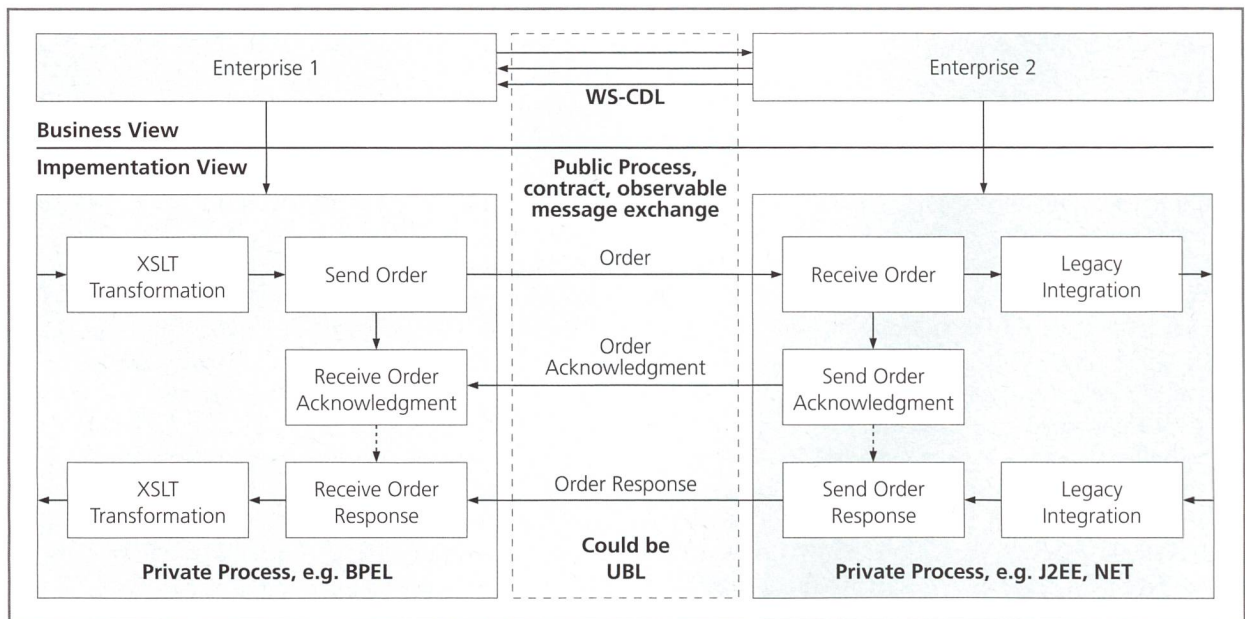 Enterprise 1
Enterprise 2
WS-CDL
Business View
Impementation View
Public Process,
contract, observable
message exchange
XSLT
Transformation
Send Order
Order
Receive Order
Legacy
Integration
Receive Order
Acknowledgment
Order
Acknowledgment
Send Order
Acknowledgment
XSLT
Transformation
Receive Order
Response
Order Response
Send Order
Response
Legacy
Integration
Private Process, e.g. BPEL
Could be
UBL
Private Process, e.g. J2EE, NET